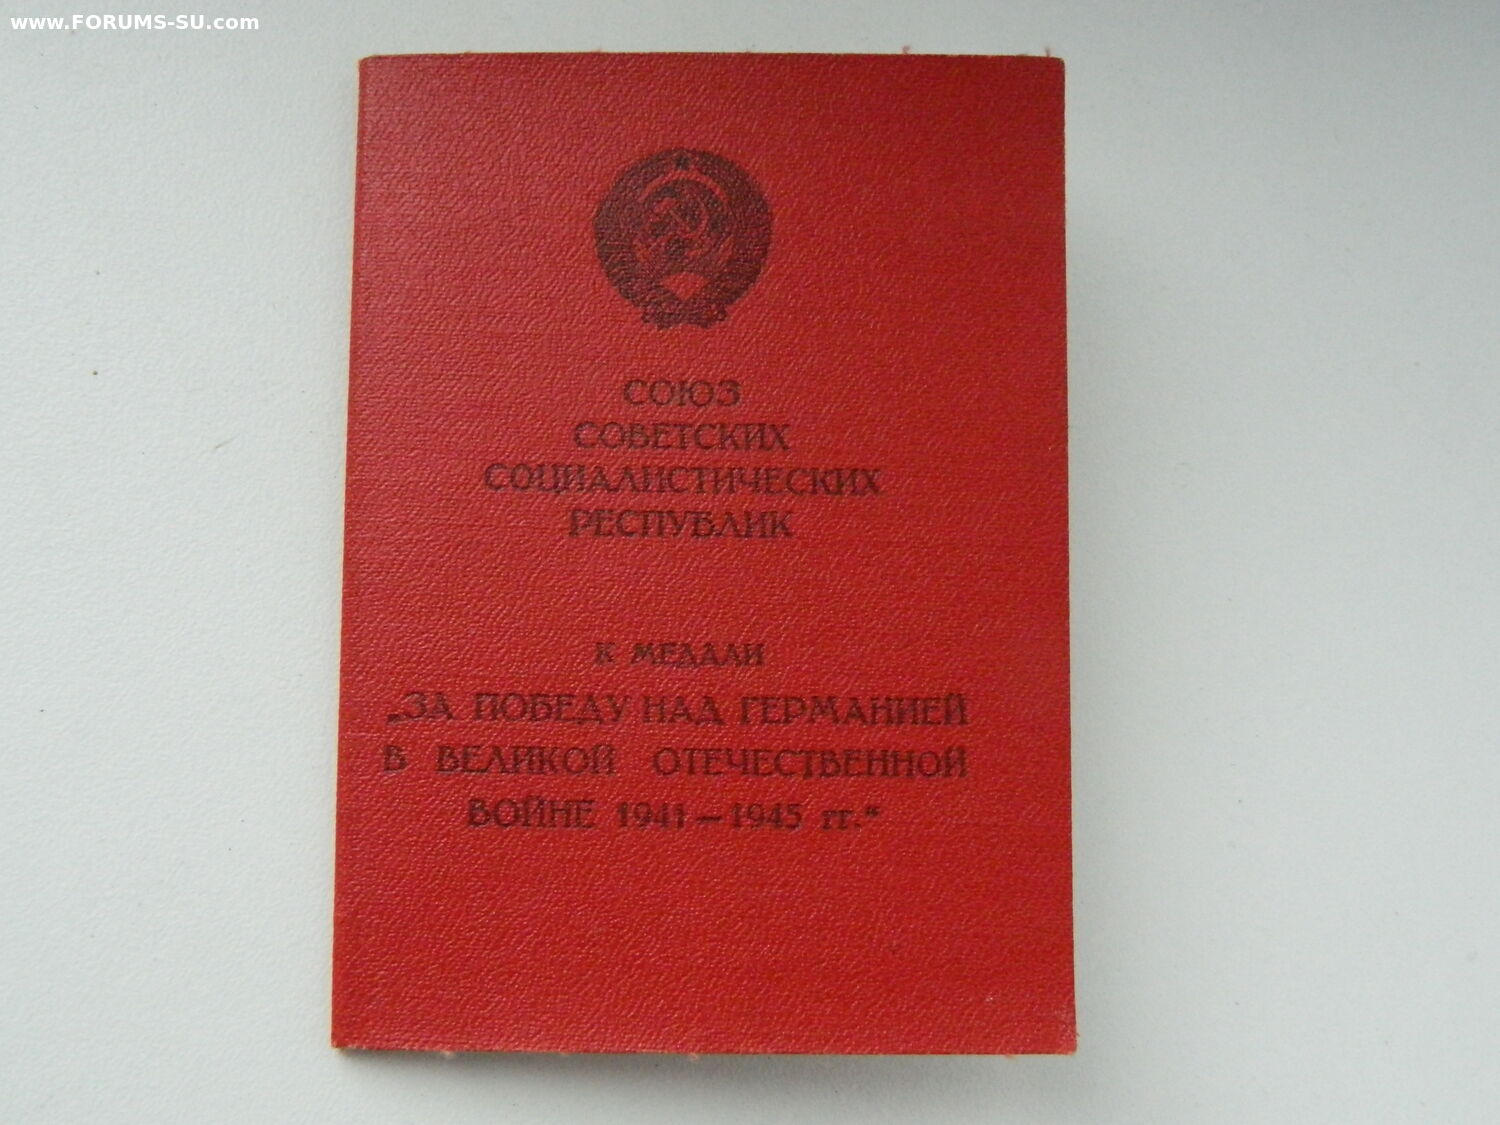 www.FORUMS-SU.com
СОЮЗ
СОВЕТСКИХ
СОЦИАЛИСТИЧЕСКИХ
РЕСПУБЛИК
К МЕДАЛИ
„ЗА ПОБЕДУ НАД ГЕРМАНИЕЙ
В ВЕЛИКОЙ ОТЕЧЕСТВЕННОЙ
ВОЙНЕ 1941 – 1945 гг.“